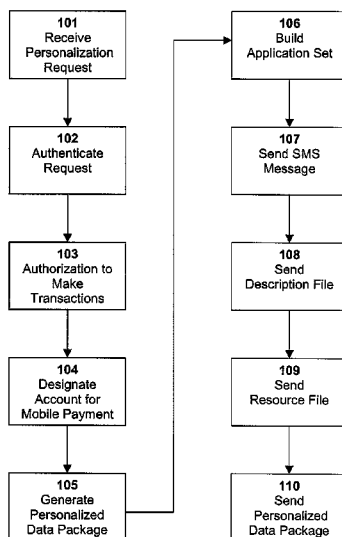 101
Receive
Personalization
Request
102
Authenticate
Request
103
Authorization to
Make
Transactions
104
Designate
Account for
Mobile Payment
105
Generate
Personalized
Data Package
106
Build
Application Set
107
Send SMS
Message
108
Send
Description File
109
Send
Resource File
110
Send
Personalized
Data Package